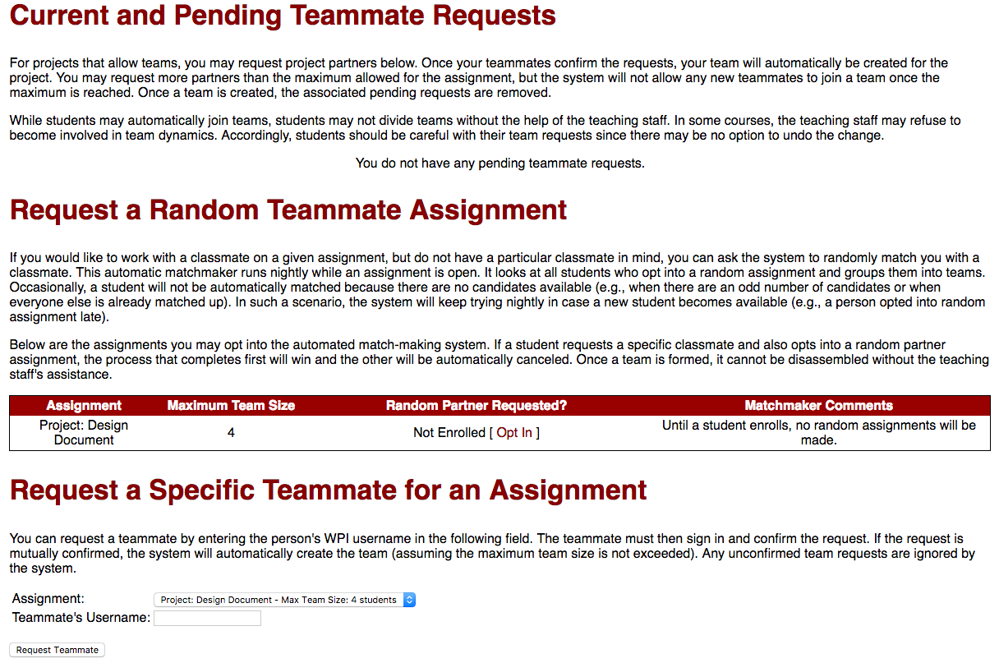 Current and Pending Teammate Requests
For projects that allow teams, you may request project partners below. Once your teammates confirm the requests, your team will automatically be created for the
project. You may request more partners than the maximum allowed for the assignment, but the system will not allow any new teammates to join a team once the
maximum is reached. Once a team is created, the associated pending requests are removed.
While students may automatically join teams, students may not divide teams without the help of the teaching staff. In some courses, the teaching staff may refuse to
become involved in team dynamics. Accordingly, students should be careful with their team requests since there may be no option to undo the change.
You do not have any pending teammate requests.
Request a Random Teammate Assignment
If you would like to work with a classmate on a given assignment, but do not have a particular classmate in mind, you can ask the system to randomly match you with a
classmate. This automatic matchmaker runs nightly while an assignment is open. It looks at all students who opt into a random assignment and groups them into teams.
Occasionally, a student will not be automatically matched because there are no candidates available (e.g., when there are an odd number of candidates or when
everyone else is already matched up). In such a scenario, the system will keep trying nightly in case a new student becomes available (e.g., a person opted into random
assignment late).
Below are the assignments you may opt into the automated match-making system. If a student requests a specific classmate and also opts into a random partner
assignment, the process that completes first will win and the other will be automatically canceled. Once a team is formed, it cannot be disassembled without the teaching
staff's assistance.
Assignment Maximum Team Size Random Partner Requested? Matchmaker Comments
Project: Design Document 4 Not Enrolled [ Opt In ] Until a student enrolls, no random assignments will be made.
Request a Specific Teammate for an Assignment
You can request a teammate by entering the person's WPI username in the following field. The teammate must then sign in and confirm the request. If the request is
mutually confirmed, the system will automatically create the team (assuming the maximum team size is not exceeded). Any unconfirmed team requests are ignored by
the system.
Assignment: Project: Design Document - Max Team Size: 4 students
Teammate's Username:
Request Teammate